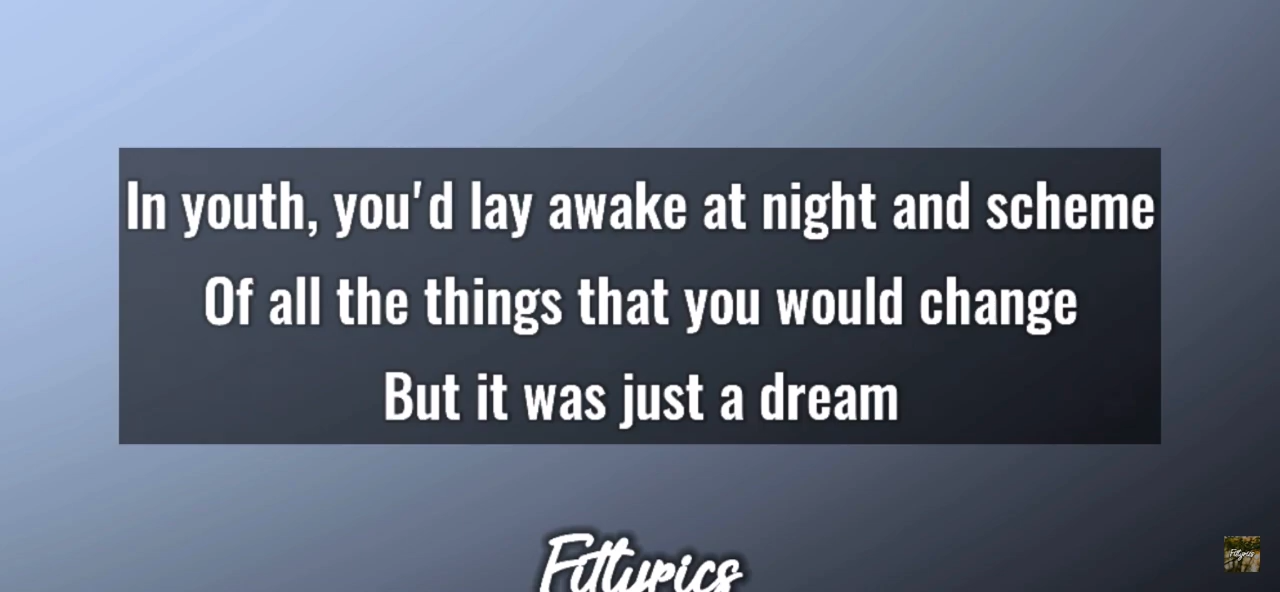 In youth, you'd lay awake at night and scheme
Of all the things that you would change
But it was just a dream
Fitlyrics
Fitlyrics